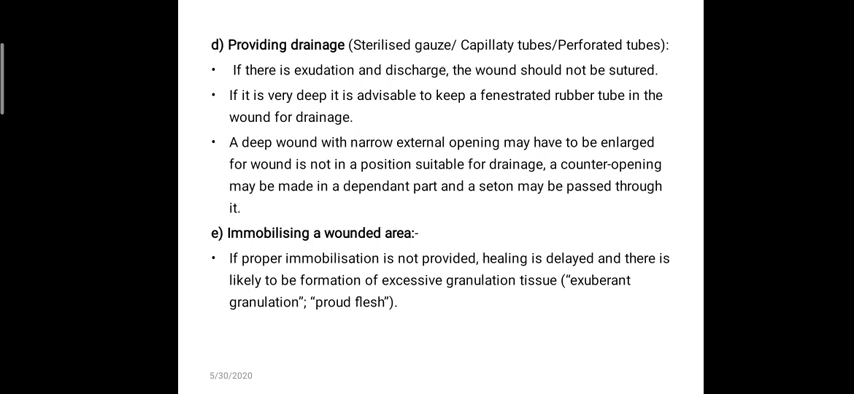 d) Providing drainage (Sterilised gauze/ Capillaty tubes/Perforated tubes):
• If there is exudation and discharge, the wound should not be sutured.
• If it is very deep it is advisable to keep a fenestrated rubber tube in the
wound for drainage.
• A deep wound with narrow external opening may have to be enlarged
for wound is not in a position suitable for drainage, a counter-opening
may be made in a dependant part and a seton may be passed through
it.
e) Immobilising a wounded area:-
• If proper immobilisation is not provided, healing is delayed and there is
likely to be formation of excessive granulation tissue (“exuberant
granulation”; “proud flesh”).
5/30/2020